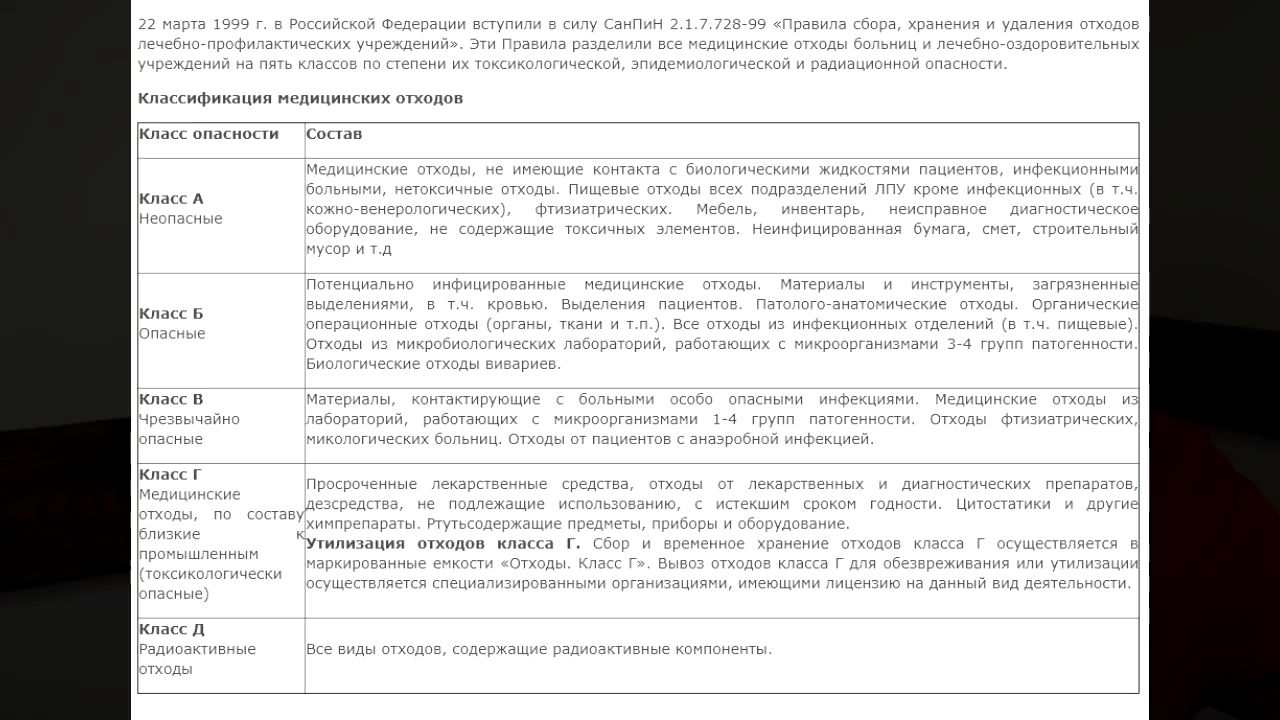 22 марта 1999 г. в Российской Федерации вступили в силу СанПиН 2.1.7.728-99 «Правила сбора, хранения и удаления отходов
лечебно-профилактических учреждений». Эти Правила разделили все медицинские отходы больниц и лечебно-оздоровительных
учреждений на пять классов по степени их токсикологической, эпидемиологической и радиационной опасности.
Классификация медицинских отходов
Класс опасности
Состав
Класс А
Неопасные
Медицинские отходы, не имеющие контакта с биологическими жидкостями пациентов, инфекционными
больными, нетоксичные отходы. Пищевые отходы всех подразделений ЛПУ кроме инфекционных (в т.ч.
кожно-венерологических), фтизиатрических. Мебель, инвентарь, неисправное диагностическое
оборудование, не содержащие токсичных элементов. Неинфицированная бумага, смет, строительный
мусор и т.д
Класс Б
Опасные
Потенциально инфицированные медицинские отходы. Материалы и инструменты, загрязненные
выделениями, в т.ч. кровью. Выделения пациентов. Патолого-анатомические отходы. Органические
операционные отходы (органы, ткани и т.п.). Все отходы из инфекционных отделений (в т.ч. пищевые).
Отходы из микробиологических лабораторий, работающих с микроорганизмами 3-4 групп патогенности.
Биологические отходы вивариев.
Класс В
Чрезвычайно
опасные
Материалы, контактирующие с больными особо опасными инфекциями. Медицинские отходы из
лабораторий, работающих с микроорганизмами 1-4 групп патогенности. Отходы фтизиатрических,
микологических больниц. Отходы от пациентов с анаэробной инфекцией.
Класс Г
Медицинские
отходы, по составу
близкие к
промышленным
(токсикологически
опасные)
Просроченные лекарственные средства, отходы от лекарственных и диагностических препаратов,
дезсредства, не подлежащие использованию, с истекшим сроком годности. Цитостатики и другие
химпрепараты. Ртутьсодержащие предметы, приборы и оборудование.
Утилизация отходов класса Г. Сбор и временное хранение отходов класса Г осуществляется в
маркированные емкости «Отходы. Класс Г». Вывоз отходов класса Г для обезвреживания или утилизации
осуществляется специализированными организациями, имеющими лицензию на данный вид деятельности.
Класс Д
Радиоактивные
отходы
Все виды отходов, содержащие радиоактивные компоненты.